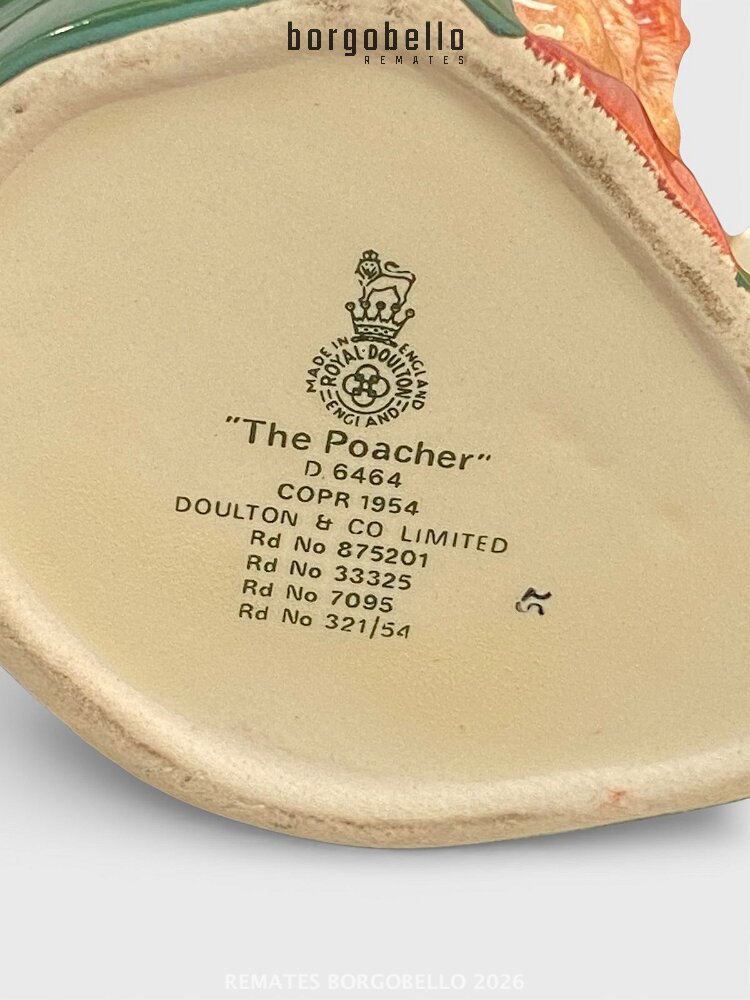 borgobello
REMATES
MADE IN ENGLAND
ROYAL·DOULTON
ENGLAND
"The Poacher"
D. 6464
COPR 1954
DOULTON & CO LIMITED
Rd No 875201
Rd No 33325
Rd No 7095
Rd No 321/54
REMATES BORGOBELLO 2026